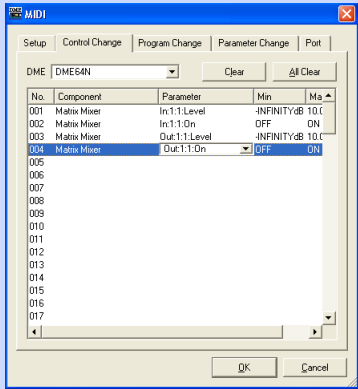 MIDI
Setup Control Change Program Change Parameter Change Port
DME DME64N Clear All Clear
No. Component Parameter Min Ma
001 Matrix Mixer In:1:1:Level -INFINITYdB 10.0
002 Matrix Mixer In:1:1:On OFF ON
003 Matrix Mixer Out:1:1:Level -INFINITYdB 10.0
004 Matrix Mixer Out:1:1:On OFF ON
005
006
007
008
009
010
011
012
013
014
015
016
017
OK Cancel